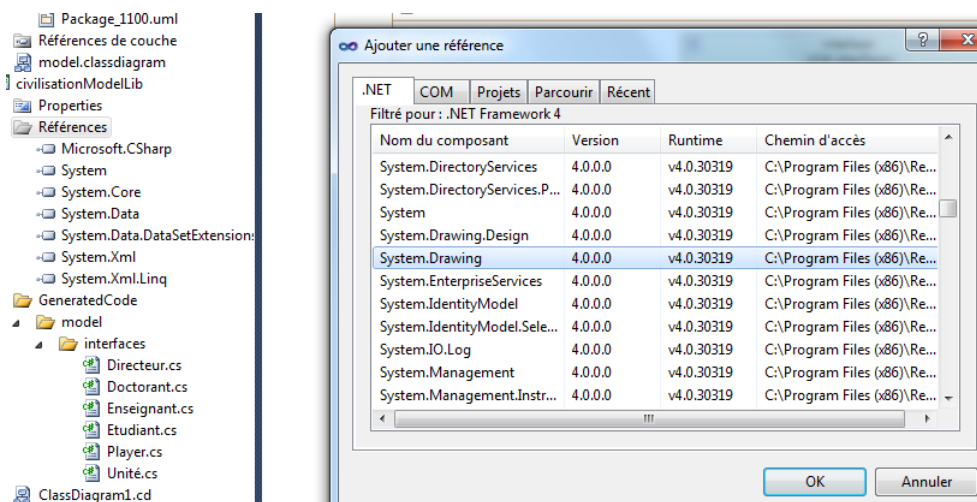 Package_1100.uml
Références de couche
model.classdiagram
civilisationModelLib
Properties
Références
Microsoft.CSharp
System
System.Core
System.Data
System.Data.DataSetExtensions
System.Xml
System.Xml.Linq
GeneratedCode
model
interfaces
Directeur.cs
Doctorant.cs
Enseignant.cs
Etudiant.cs
Player.cs
Unité.cs
ClassDiagram1.cd
Ajouter une référence
.NET COM Projets Parcourir Récent
Filtré pour : .NET Framework 4
Nom du composant Version Runtime Chemin d'accès
System.DirectoryServices 4.0.0.0 v4.0.30319 C:\Program Files (x86)\Re...
System.DirectoryServices.P... 4.0.0.0 v4.0.30319 C:\Program Files (x86)\Re...
System 4.0.0.0 v4.0.30319 C:\Program Files (x86)\Re...
System.Drawing.Design 4.0.0.0 v4.0.30319 C:\Program Files (x86)\Re...
System.Drawing 4.0.0.0 v4.0.30319 C:\Program Files (x86)\Re...
System.EnterpriseServices 4.0.0.0 v4.0.30319 C:\Program Files (x86)\Re...
System.IdentityModel 4.0.0.0 v4.0.30319 C:\Program Files (x86)\Re...
System.IdentityModel.Sele... 4.0.0.0 v4.0.30319 C:\Program Files (x86)\Re...
System.IO.Log 4.0.0.0 v4.0.30319 C:\Program Files (x86)\Re...
System.Management 4.0.0.0 v4.0.30319 C:\Program Files (x86)\Re...
System.Management.Instr... 4.0.0.0 v4.0.30319 C:\Program Files (x86)\Re...
OK Annuler